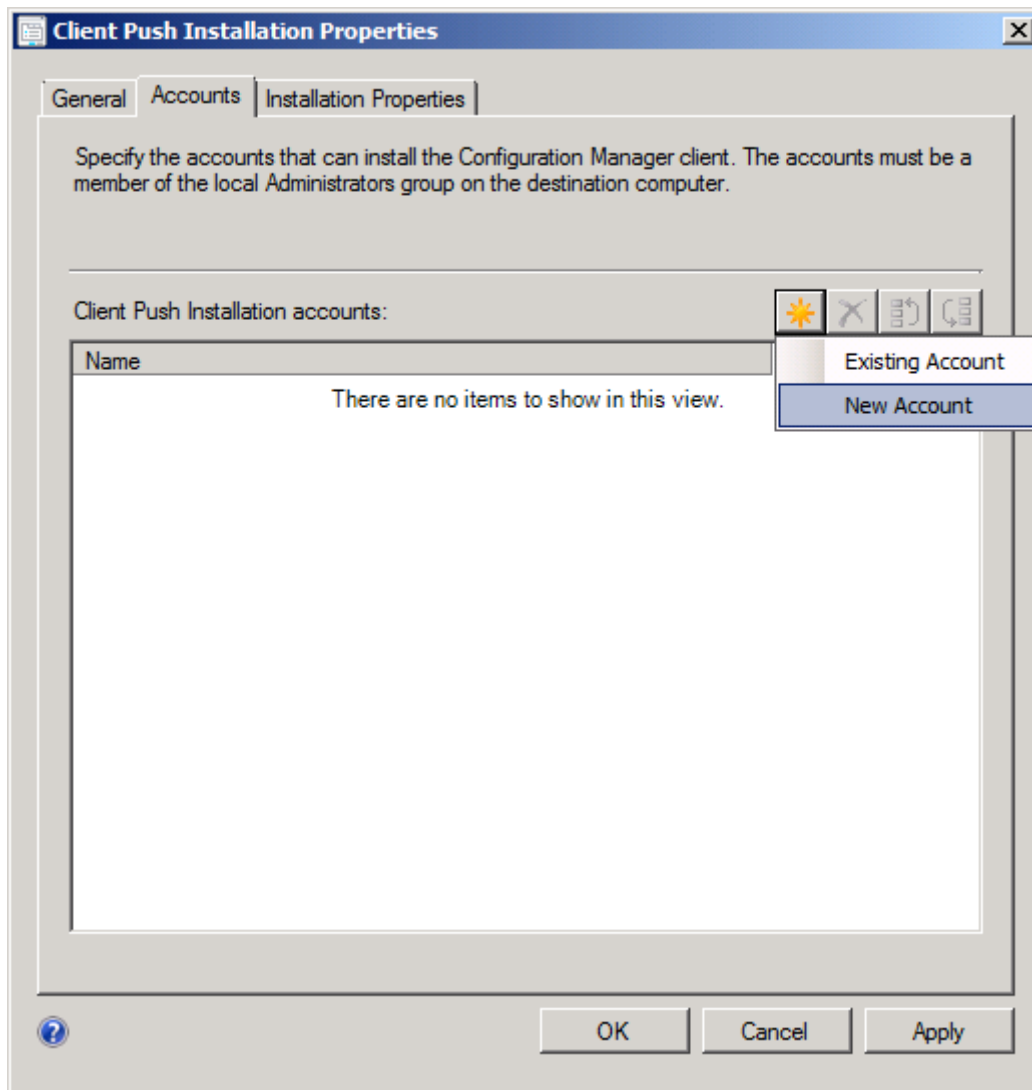 Client Push Installation Properties
General Accounts Installation Properties
Specify the accounts that can install the Configuration Manager client. The accounts must be a
member of the local Administrators group on the destination computer.
Client Push Installation accounts:
Name
Existing Account
There are no items to show in this view.
New Account
OK Cancel Apply